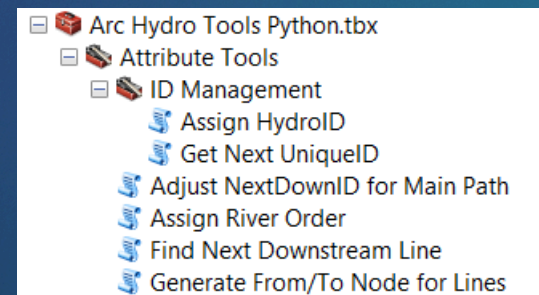 Arc Hydro Tools Python.tbx
Attribute Tools
ID Management
Assign HydroID
Get Next UniqueID
Adjust NextDownID for Main Path
Assign River Order
Find Next Downstream Line
Generate From/To Node for Lines